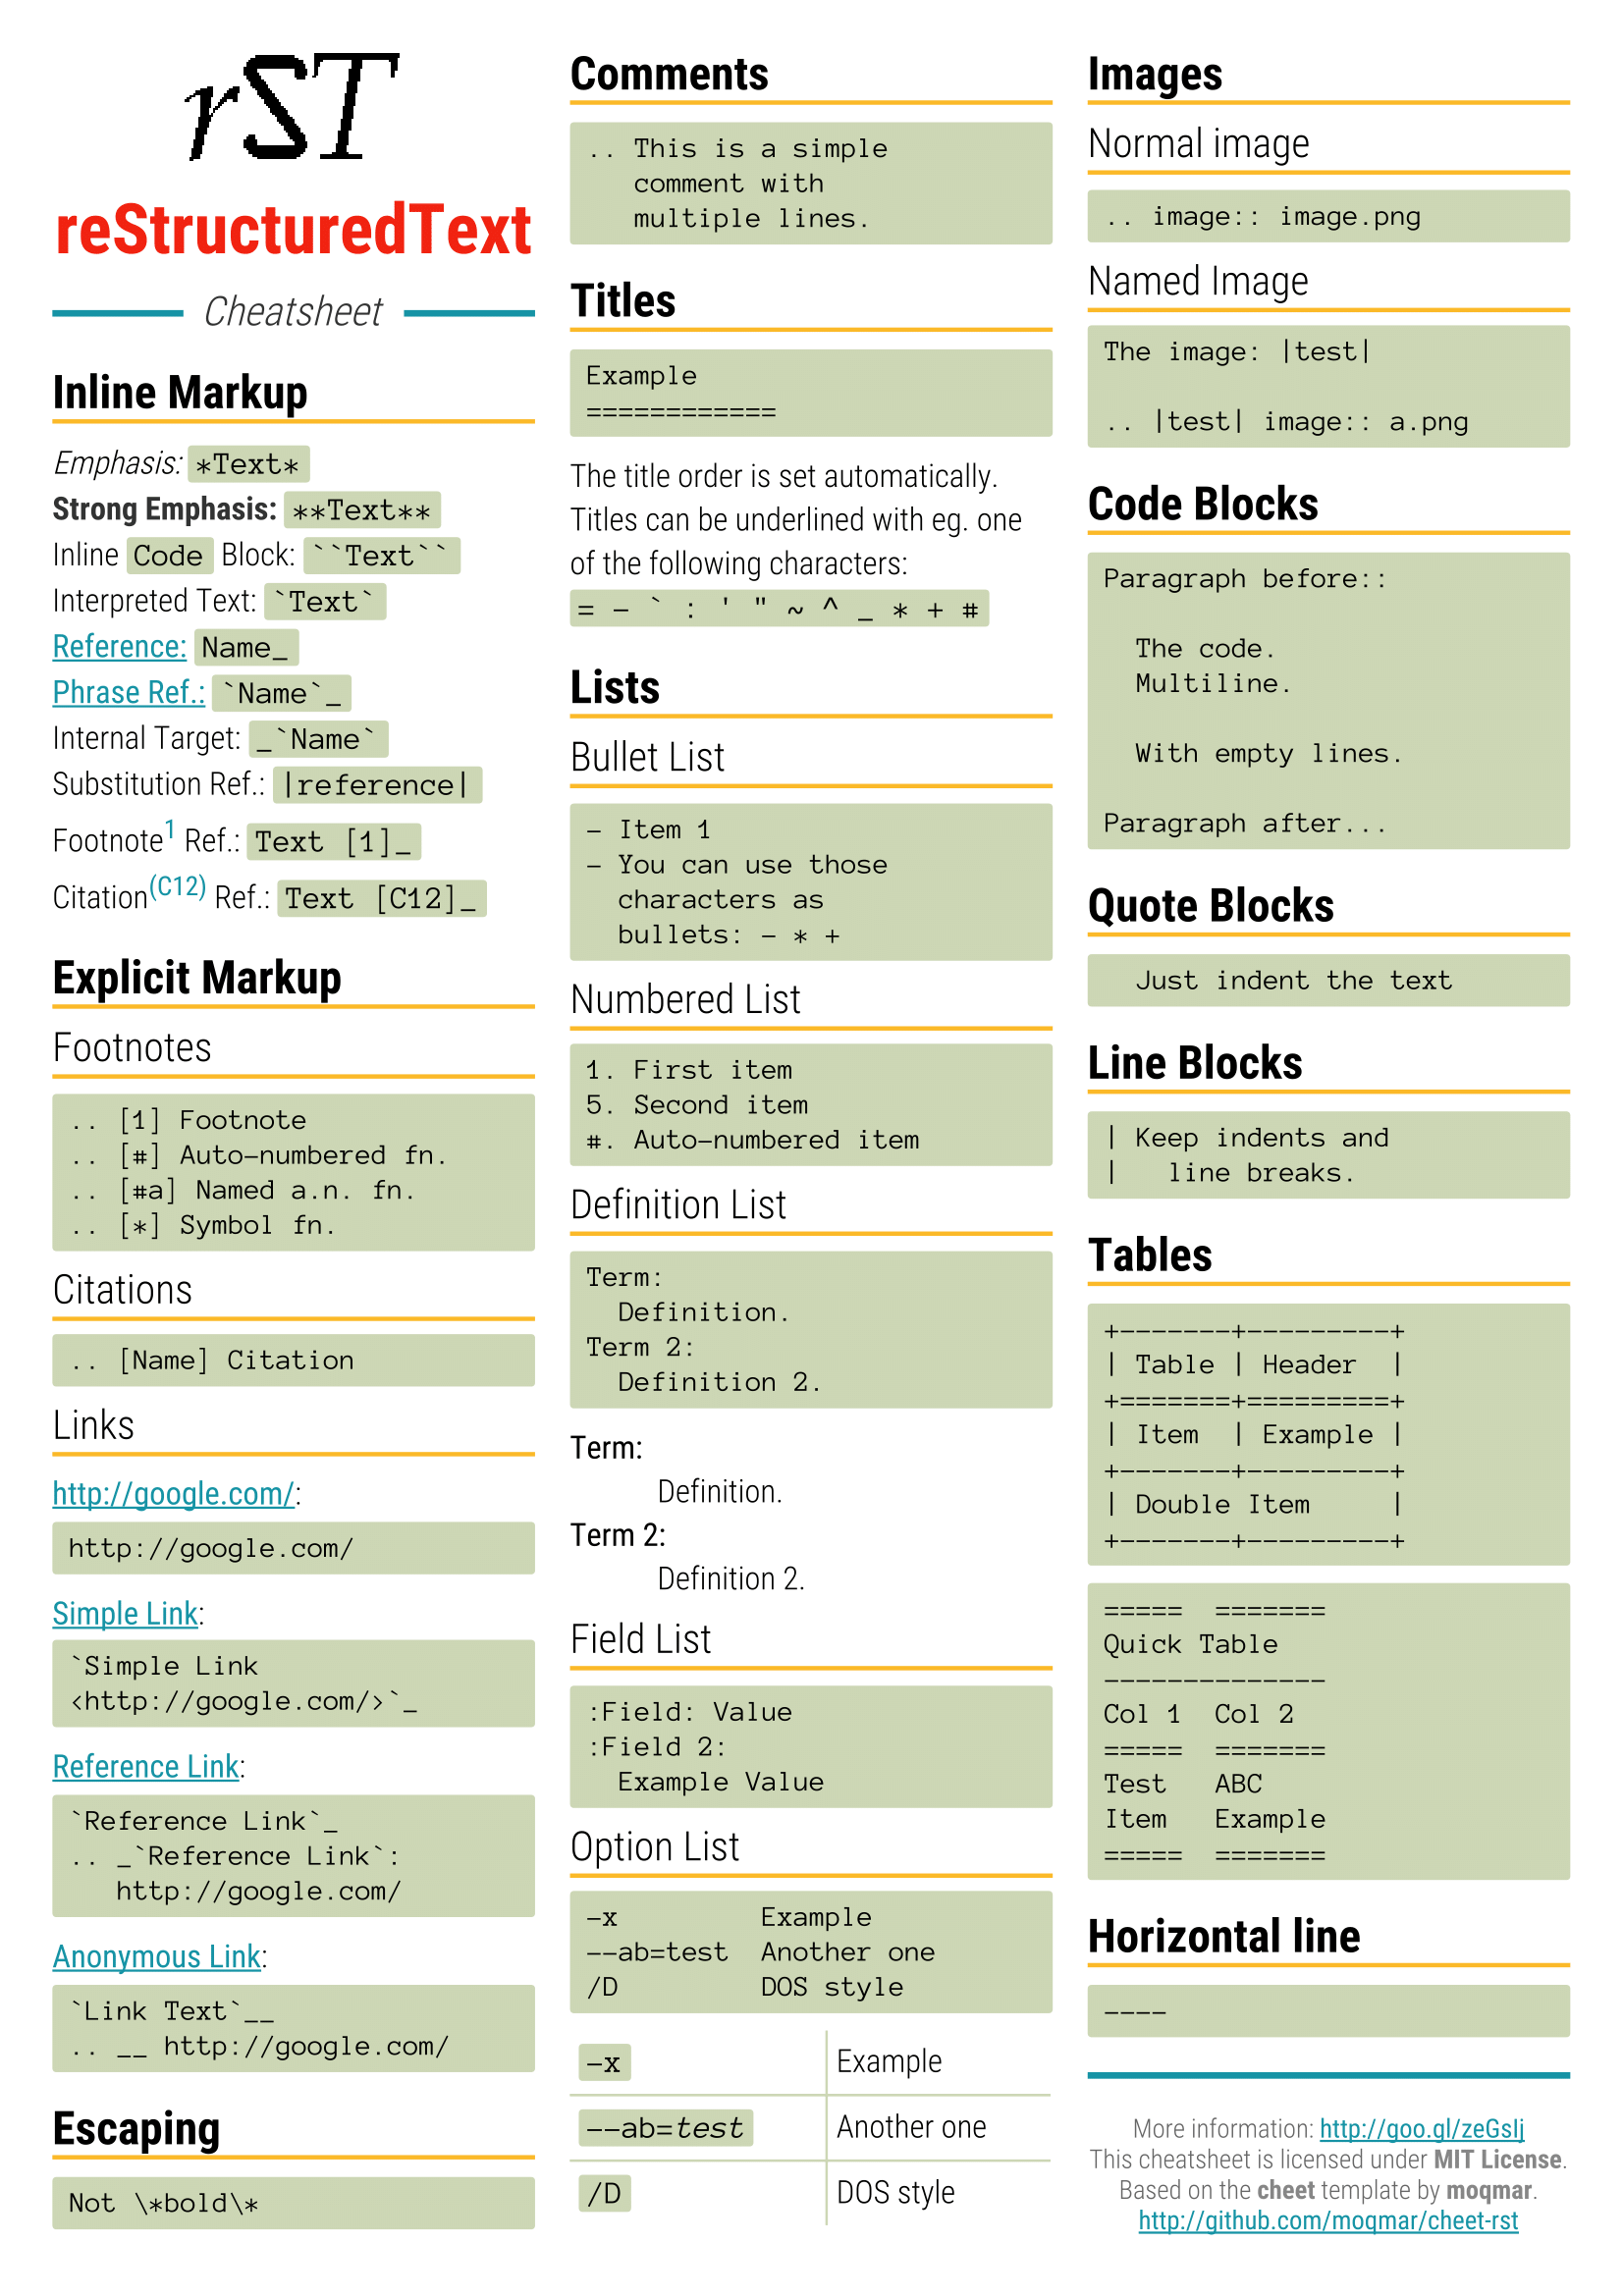 rST
reStructuredText
Cheatsheet
Inline Markup
Emphasis: *Text*
Strong Emphasis: **Text**
Inline Code Block: ``Text``
Interpreted Text: `Text`
Reference: Name_
Phrase Ref.: `Name`_
Internal Target: _`Name`
Substitution Ref.: |reference|
Footnote1 Ref.: Text [1]_
Citation(C12) Ref.: Text [C12]_
Explicit Markup
Footnotes
.. [1] Footnote
.. [#] Auto-numbered fn.
.. [#a] Named a.n. fn.
.. [*] Symbol fn.
Citations
.. [Name] Citation
Links
http://google.com/:
http://google.com/
Simple Link:
`Simple Link
<http://google.com/>`_
Reference Link:
`Reference Link`_
.. _`Reference Link`:
   http://google.com/
Anonymous Link:
`Link Text`__
.. __ http://google.com/
Escaping
Not \*bold\*
Comments
.. This is a simple
   comment with
   multiple lines.
Titles
Example
============
The title order is set automatically.
Titles can be underlined with eg. one
of the following characters:
= - ` : ' " ~ ^ _ * + #
Lists
Bullet List
- Item 1
- You can use those
  characters as
  bullets: - * +
Numbered List
1. First item
5. Second item
#. Auto-numbered item
Definition List
Term:
  Definition.
Term 2:
  Definition 2.
Term:
Definition.
Term 2:
Definition 2.
Field List
:Field: Value
:Field 2:
  Example Value
Option List
-x         Example
--ab=test  Another one
/D         DOS style
-x Example
--ab=test Another one
/D DOS style
Images
Normal image
.. image:: image.png
Named Image
The image: |test|
.. |test| image:: a.png
Code Blocks
Paragraph before::
  The code.
  Multiline.
  With empty lines.
Paragraph after...
Quote Blocks
  Just indent the text
Line Blocks
| Keep indents and
|   line breaks.
Tables
+-------+---------+
| Table | Header  |
+=======+=========+
| Item  | Example |
+-------+---------+
| Double Item     |
+-------+---------+
=====  =======
Quick Table
--------------
Col 1  Col 2
=====  =======
Test   ABC
Item   Example
=====  =======
Horizontal line
----
More information: http://goo.gl/zeGsIj
This cheatsheet is licensed under MIT License.
Based on the cheet template by moqmar.
http://github.com/moqmar/cheet-rst